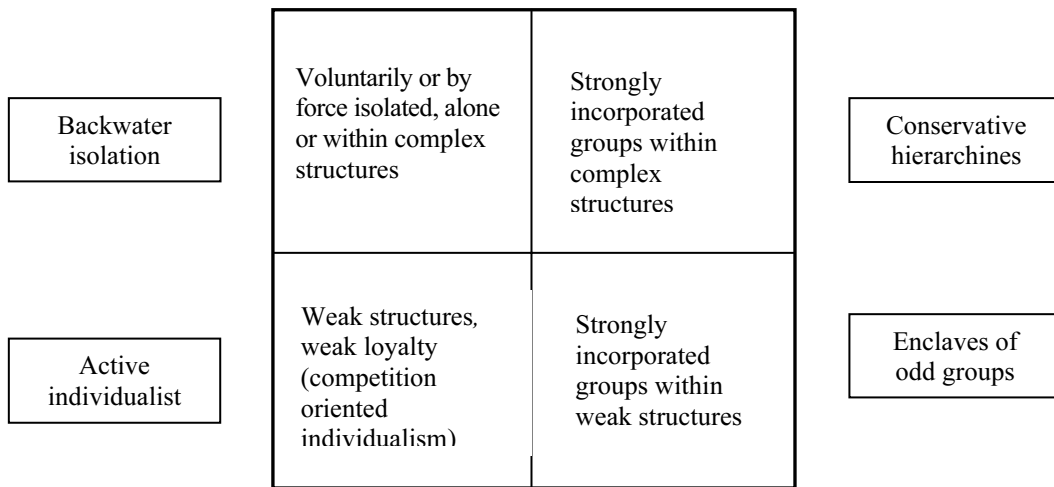 Backwater
isolation
Voluntarily or by
force isolated, alone
or within complex
structures
Strongly
incorporated
groups within
complex
structures
Conservative
hierarchines
Active
individualist
Weak structures,
weak loyalty
(competition
oriented
individualism)
Strongly
incorporated
groups within
weak structures
Enclaves of
odd groups